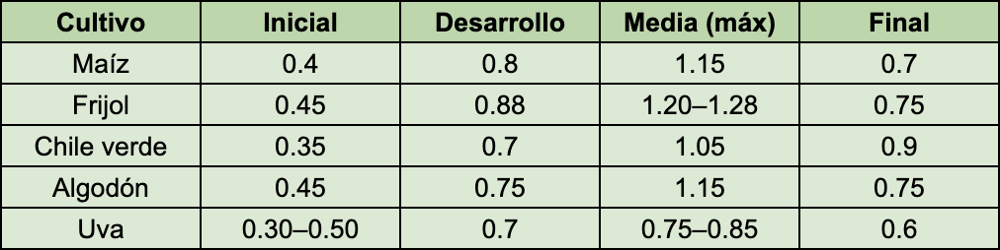 Cultivo Inicial Desarrollo Media (máx) Final
Maíz 0.4 0.8 1.15 0.7
Frijol 0.45 0.88 1.20–1.28 0.75
Chile verde 0.35 0.7 1.05 0.9
Algodón 0.45 0.75 1.15 0.75
Uva 0.30–0.50 0.7 0.75–0.85 0.6